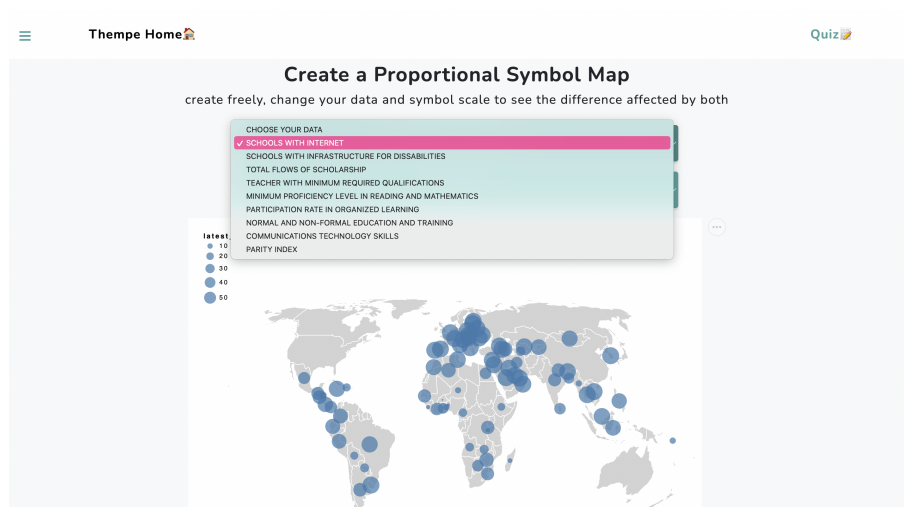 Thempe Home
Quiz
Create a Proportional Symbol Map
create freely, change your data and symbol scale to see the difference affected by both
CHOOSE YOUR DATA
SCHOOLS WITH INTERNET
SCHOOLS WITH INFRASTRUCTURE FOR DISSABILITIES
TOTAL FLOWS OF SCHOLARSHIP
TEACHER WITH MINIMUM REQUIRED QUALIFICATIONS
MINIMUM PROFICIENCY LEVEL IN READING AND MATHEMATICS
PARTICIPATION RATE IN ORGANIZED LEARNING
NORMAL AND NON-FORMAL EDUCATION AND TRAINING
COMMUNICATIONS TECHNOLOGY SKILLS
PARITY INDEX
latest
10
20
30
40
50